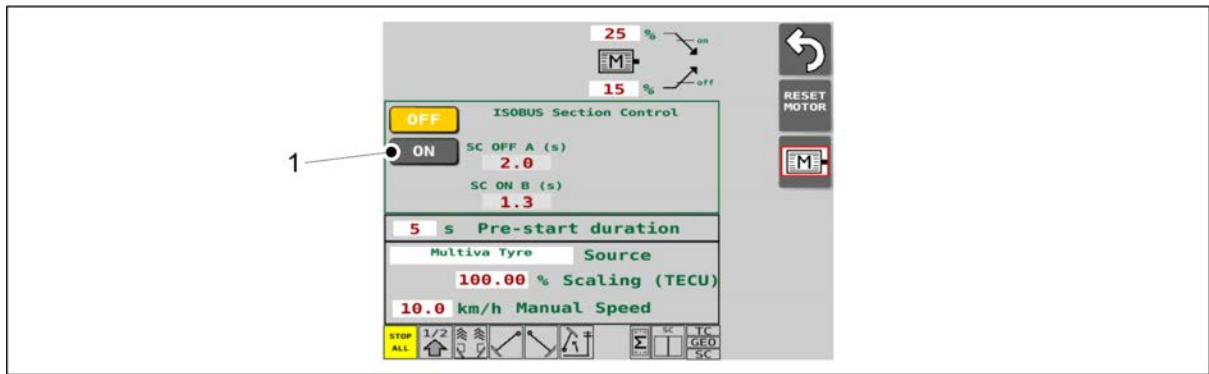 25 %
on
M
15 %
off
RESET
MOTOR
OFF
ISOBUS Section Control
1
ON
SC OFF A (s)
2.0
M
SC ON B (s)
1.3
5 s Pre-start duration
Multiva Tyre Source
100.00 % Scaling (TECU)
10.0 km/h Manual Speed
STOP
ALL
1/2
Σ
SC
TC
GEO
SC